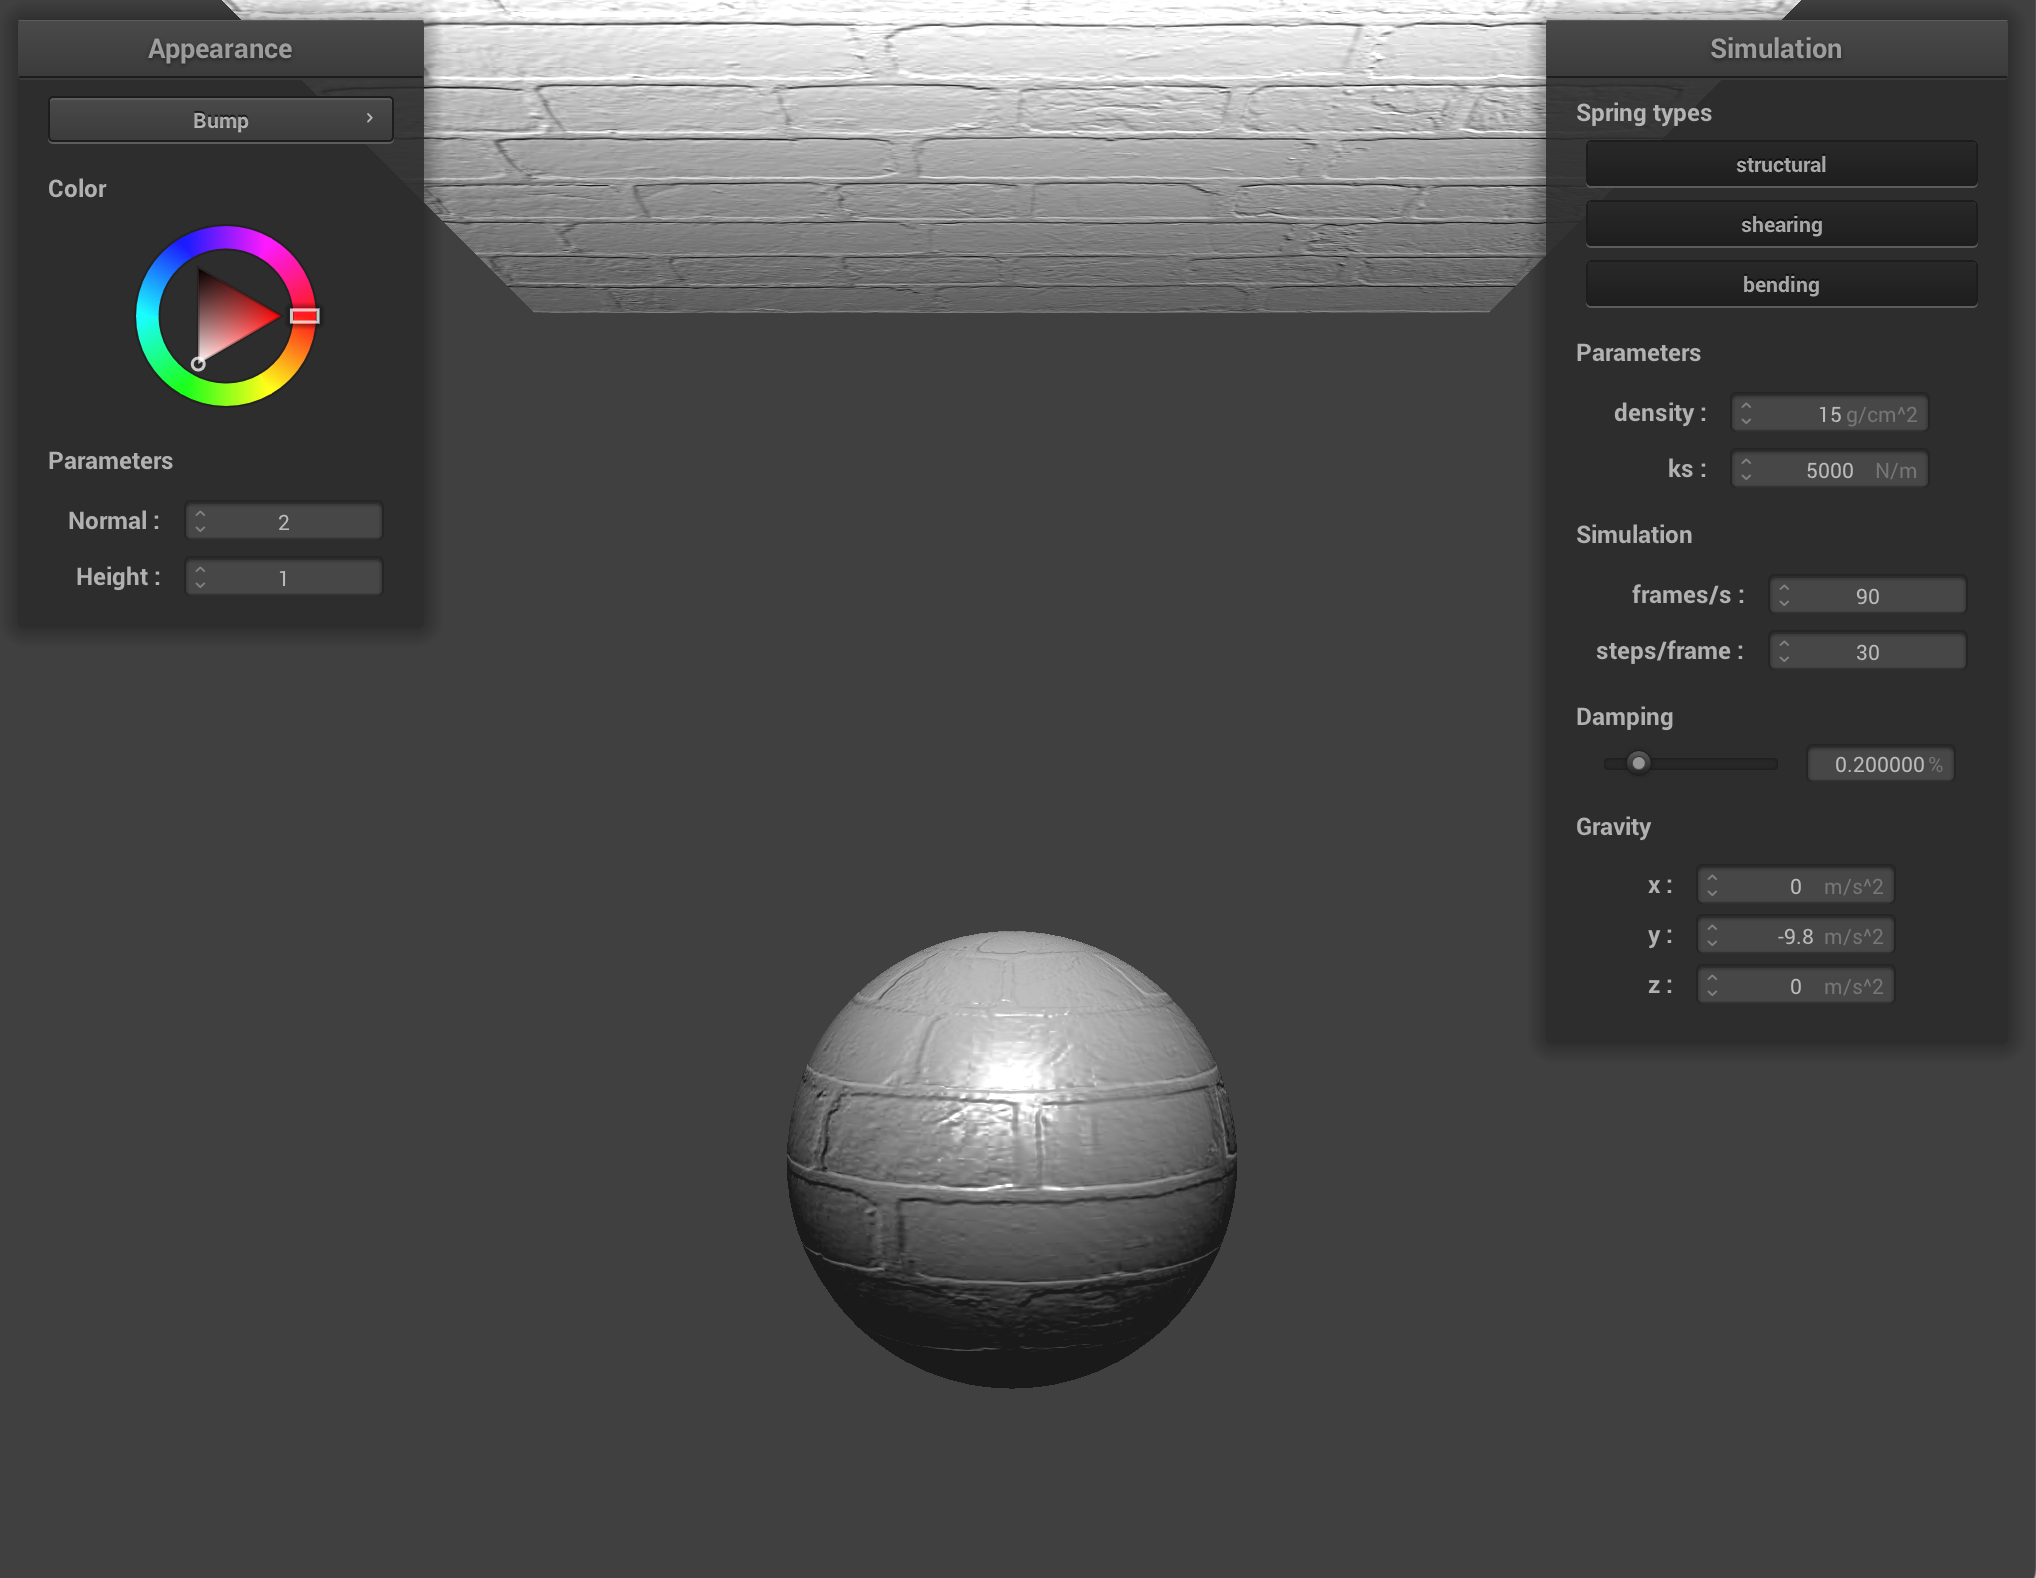 Appearance
Bump
Color
Parameters
Normal : 2
Height : 1
Simulation
Spring types
structural
shearing
bending
Parameters
density : 15 g/cm^2
ks : 5000 N/m
Simulation
frames/s : 90
steps/frame : 30
Damping
0.200000 %
Gravity
x : 0 m/s^2
y : -9.8 m/s^2
z : 0 m/s^2